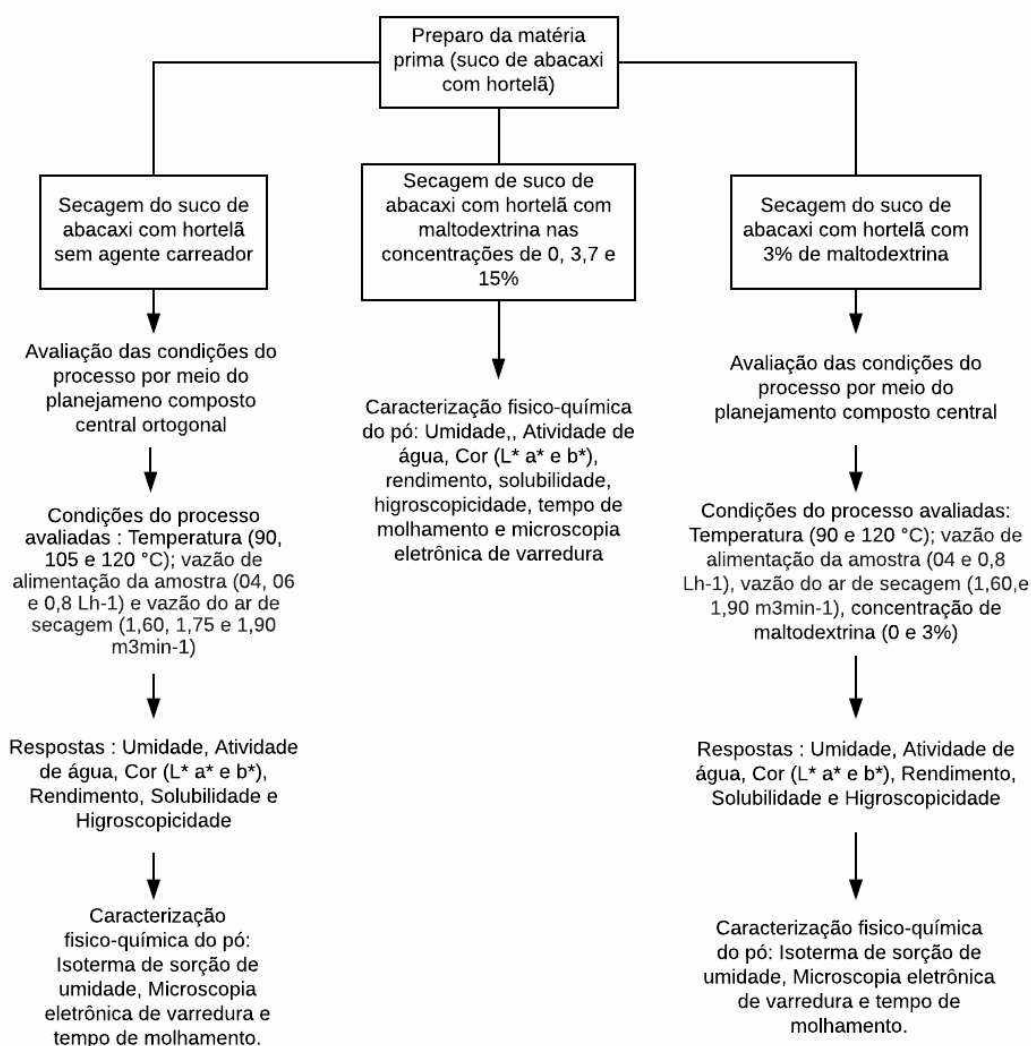 Preparo da matéria
prima (suco de abacaxi
com hortelã)
Secagem do suco de
abacaxi com hortelã
sem agente carreador
Avaliação das condições do
processo por meio do
planejameno composto
central ortogonal
Condições do processo
avaliadas : Temperatura (90,
105 e 120 °C); vazão de
alimentação da amostra (04, 06
e 0,8 Lh-1) e vazão do ar de
secagem (1,60, 1,75 e 1,90
m3min-1)
Respostas : Umidade, Atividade
de água, Cor (L* a* e b*),
Rendimento, Solubilidade e
Higroscopicidade
Caracterização
fisico-química do pó:
Isoterma de sorção de
umidade, Microscopia
eletrônica de varredura e
tempo de molhamento.
Secagem de suco de
abacaxi com hortelã com
maltodextrina nas
concentrações de 0, 3,7 e
15%
Caracterização fisico-química
do pó: Umidade,, Atividade de
água, Cor (L* a* e b*),
rendimento, solubilidade,
higroscopicidade, tempo de
molhamento e microscopia
eletrônica de varredura
Secagem do suco de
abacaxi com hortelã com
3% de maltodextrina
Avaliação das condições do
processo por meio do
planejamento composto central
Condições do processo avaliadas:
Temperatura (90 e 120 °C); vazão de
alimentação da amostra (04 e 0,8
Lh-1), vazão do ar de secagem (1,60,e
1,90 m3min-1), concentração de
maltodextrina (0 e 3%)
Respostas : Umidade, Atividade de
água, Cor (L* a* e b*), Rendimento,
Solubilidade e Higroscopicidade
Caracterização fisico-química
do pó: Isoterma de sorção de
umidade, Microscopia eletrônica
de varredura e tempo de
molhamento.